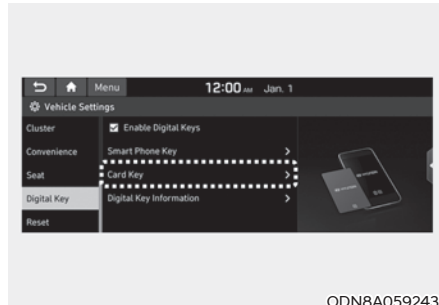 Menu 12:00 AM Jan. 1
Vehicle Settings
Cluster
Enable Digital Keys
Convenience
Smart Phone Key
Seat
Card Key
Digital Key
Digital Key Information
Reset
ODN8A059243